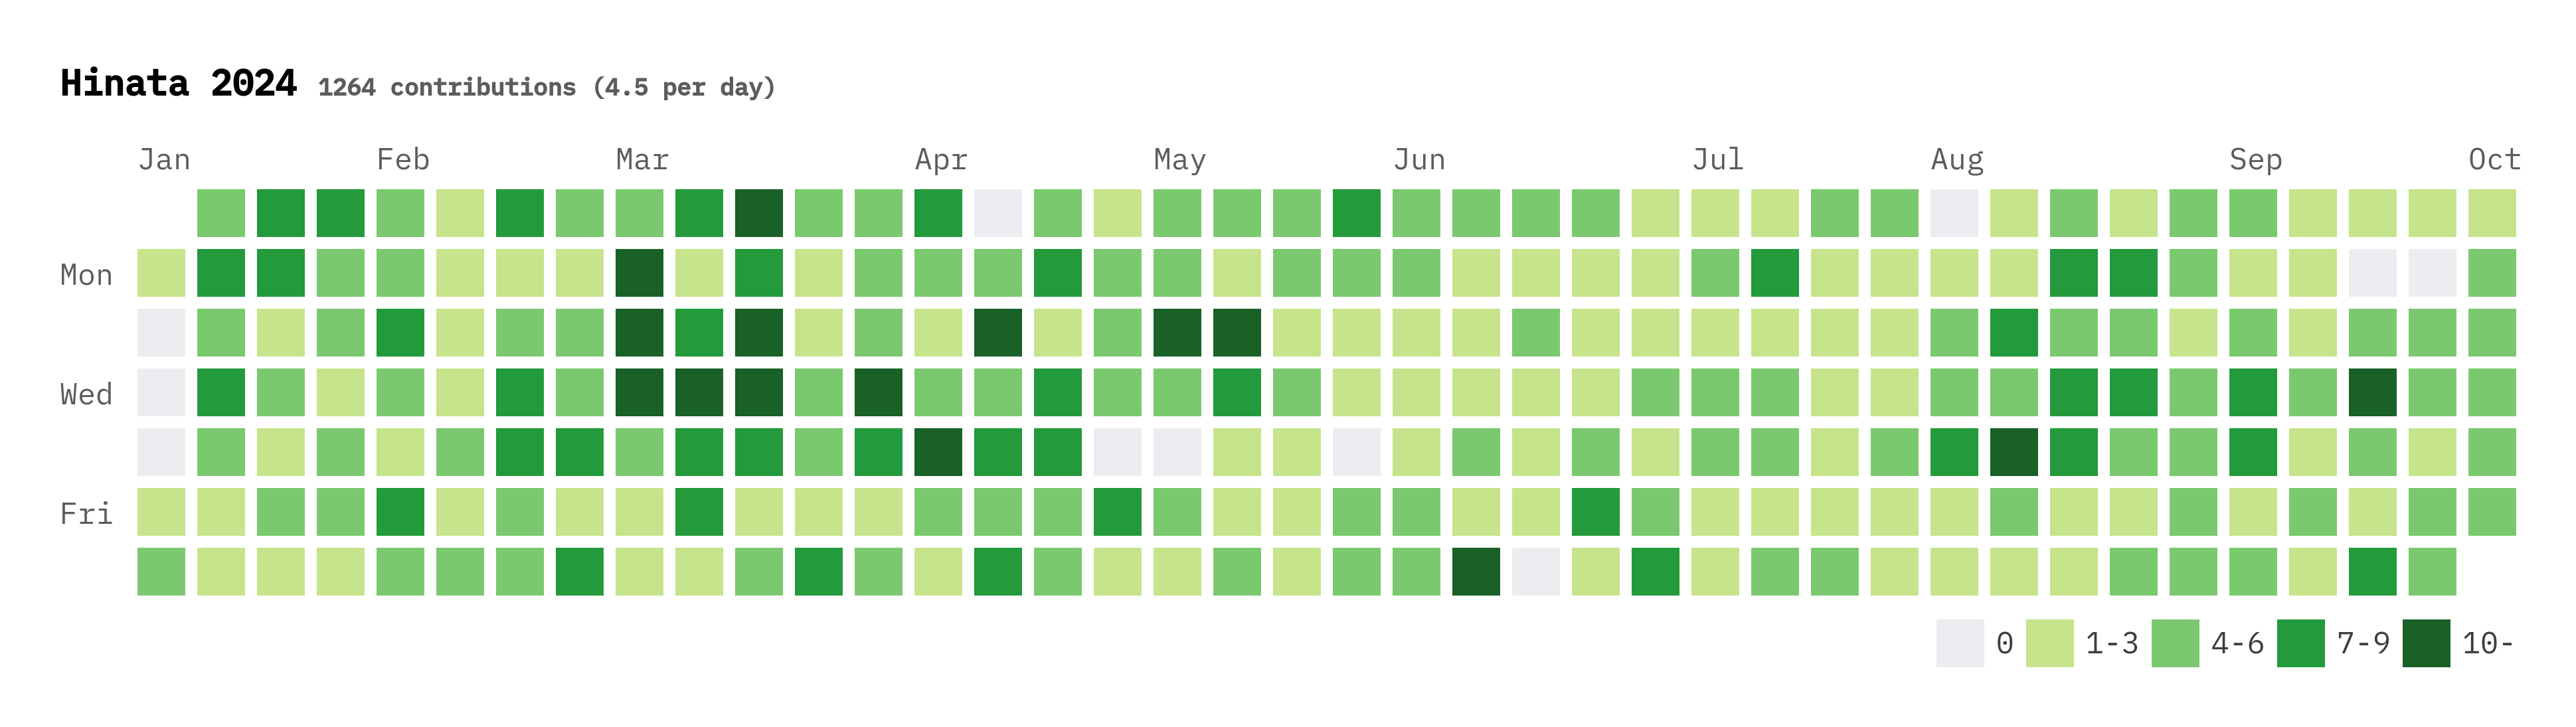 Hinata 2024 1264 contributions (4.5 per day)
Jan Feb Mar Apr May Jun Jul Aug Sep Oct
Mon
Wed
Fri
0 1-3 4-6 7-9 10-